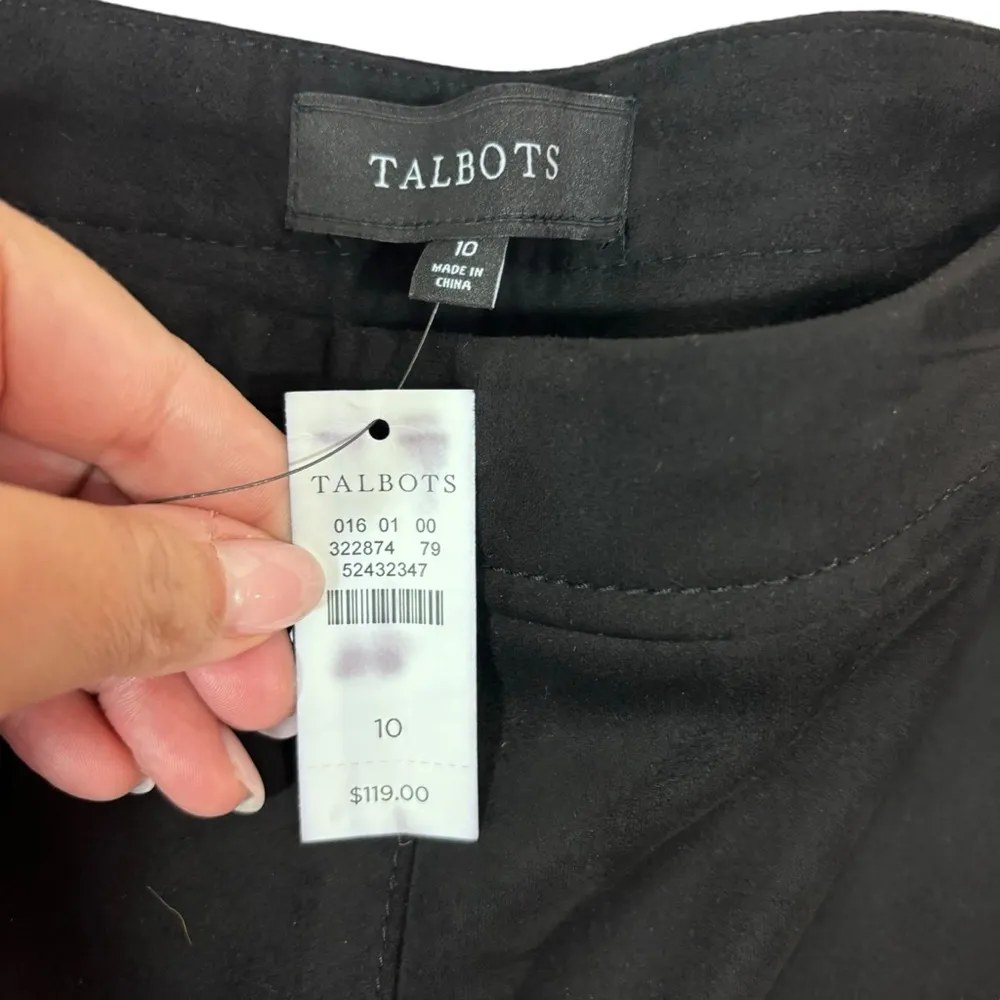 TALBOTS
10
MADE IN
CHINA
TALBOTS
016 01 00
322874 79
52432347
10
$119.00